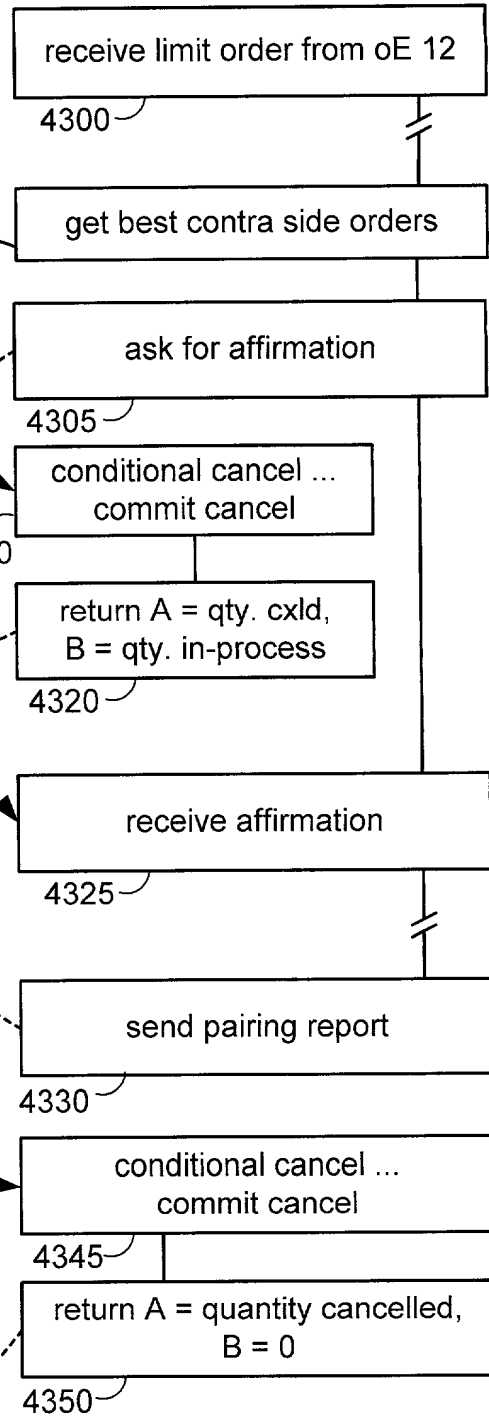 receive limit order from oE 12
4300
get best contra side orders
ask for affirmation
4305
conditional cancel ...
commit cancel
0
return A = qty. cxld,
B = qty. in-process
4320
receive affirmation
4325
send pairing report
4330
conditional cancel ...
commit cancel
4345
return A = quantity cancelled,
B = 0
4350